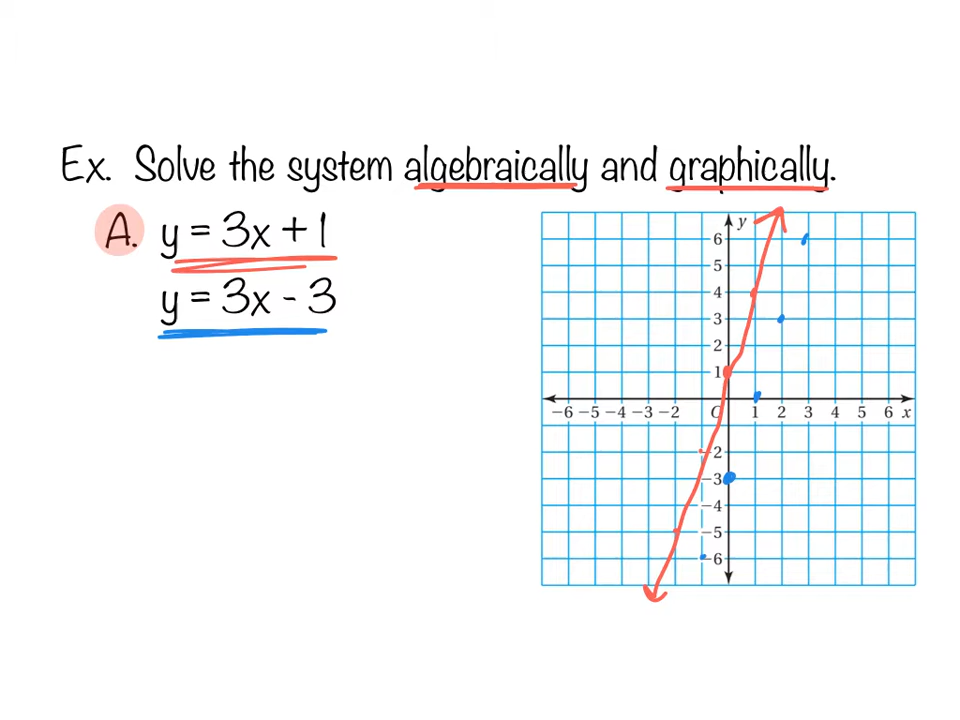 Ex. Solve the system algebraically and graphically.
A. y = 3x + 1
y = 3x - 3
y
6
5
4
3
2
1
-6 -5 -4 -3 -2 O 1 2 3 4 5 6 x
-2
-3
-4
-5
-6